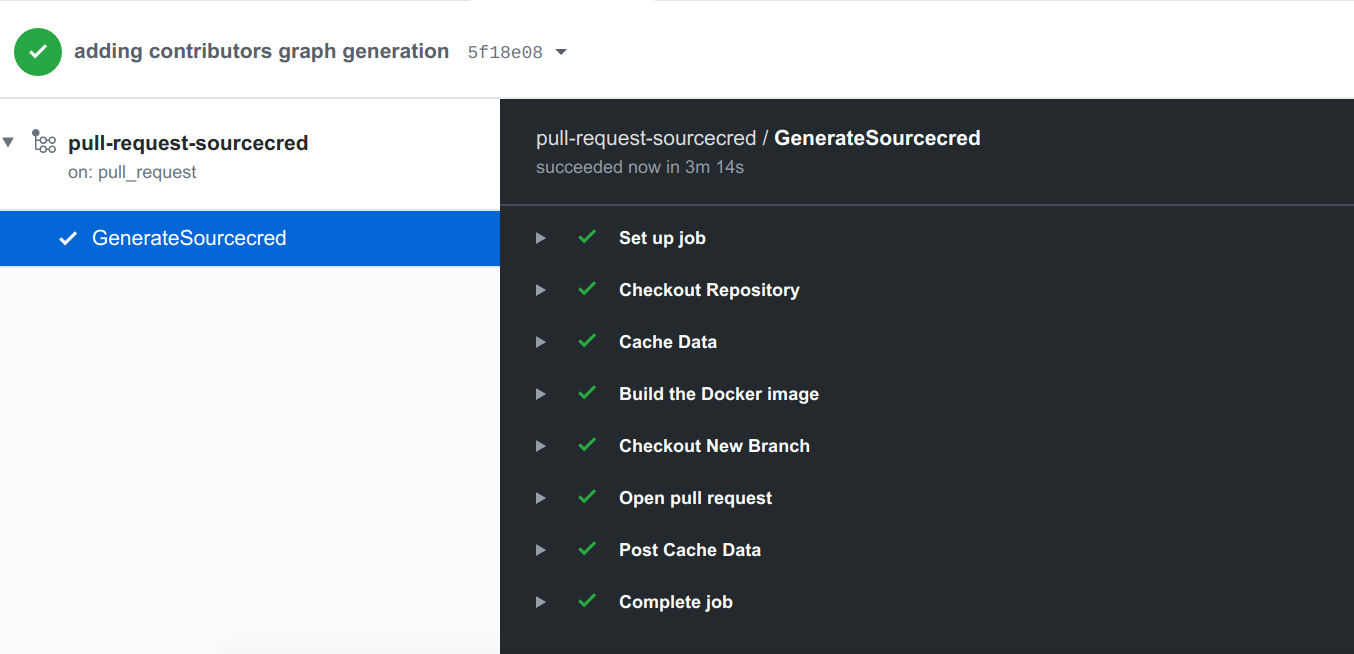 adding contributors graph generation 5f18e08
pull-request-sourcecred
on: pull_request
GenerateSourcecred
pull-request-sourcecred / GenerateSourcecred
succeeded now in 3m 14s
Set up job
Checkout Repository
Cache Data
Build the Docker image
Checkout New Branch
Open pull request
Post Cache Data
Complete job